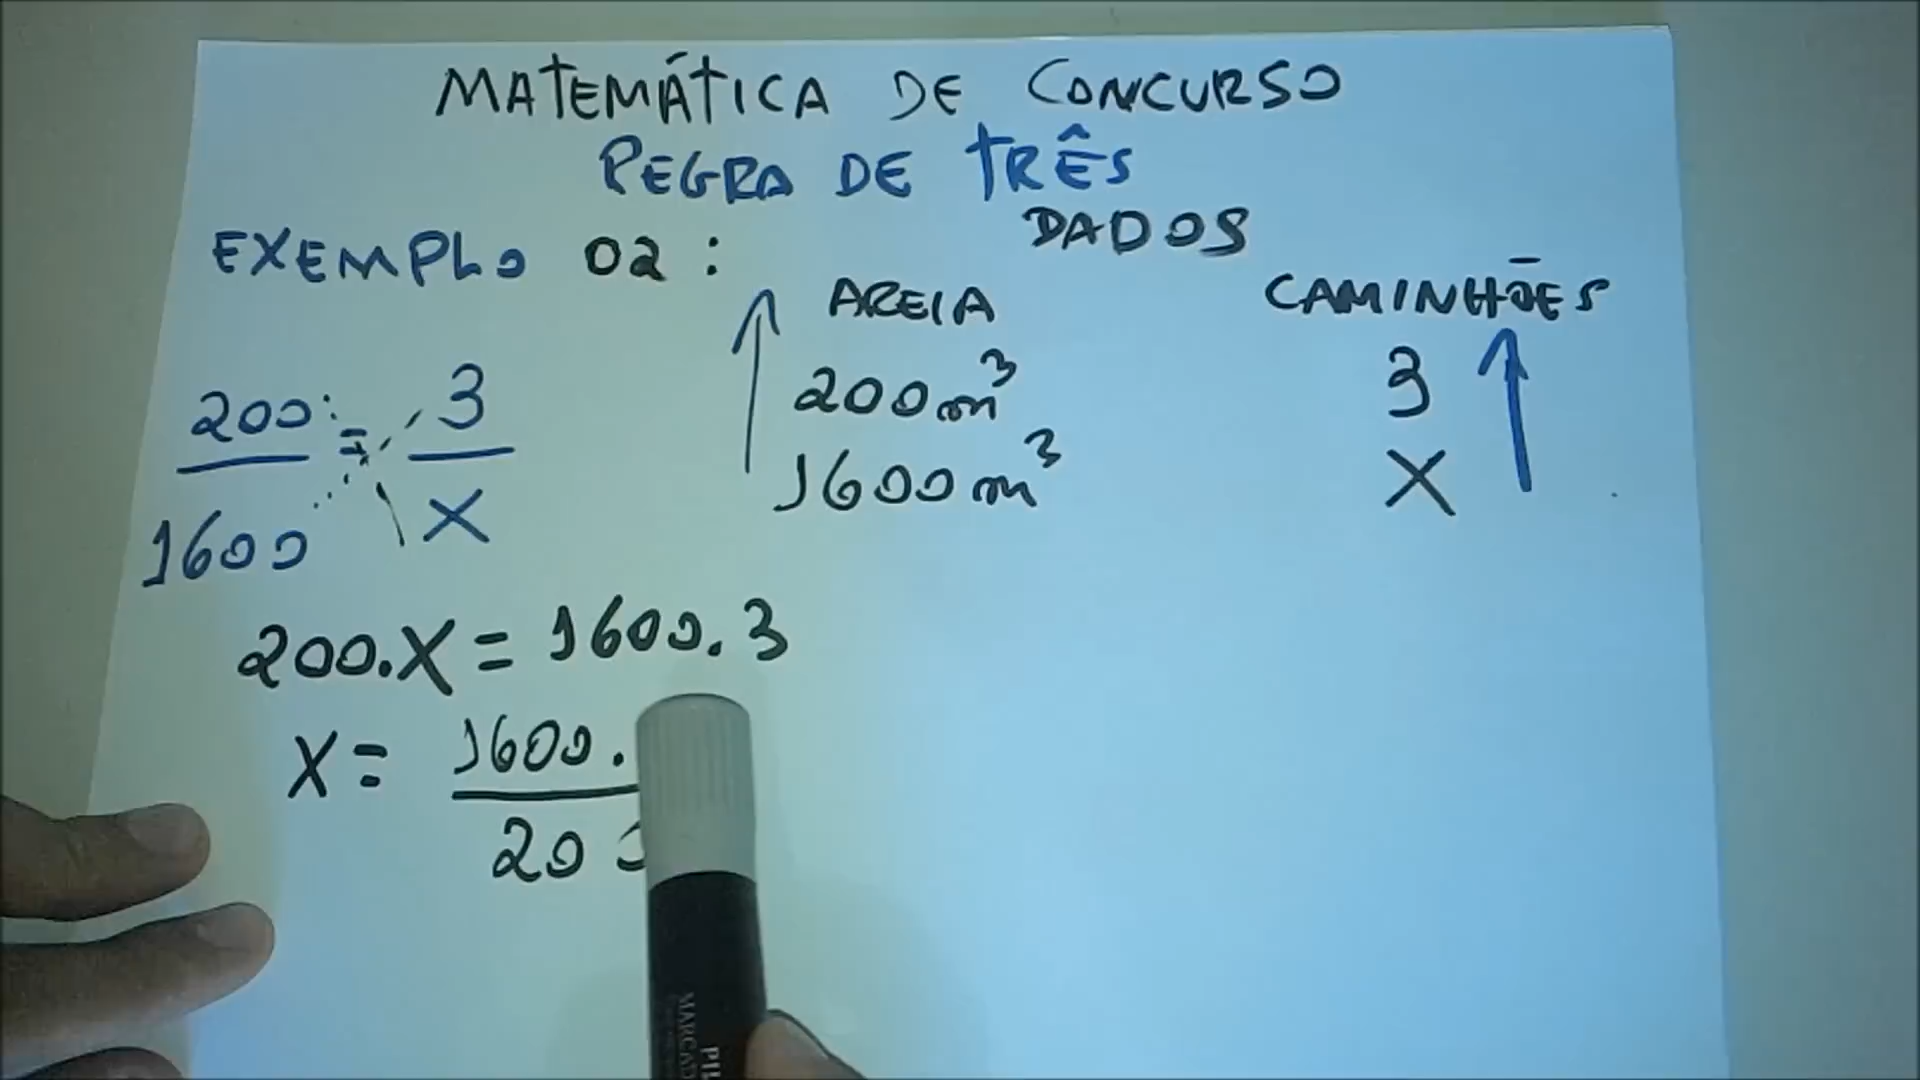 MATEMÁTICA DE CONCURSO
REGRA DE TRÊS
EXEMPLO 02 :
DADOS
AREIA CAMINHÕES
200m³ 3
1600m³ X
200 = 3
1600 X
200.X = 1600.3
X = 1600.
20